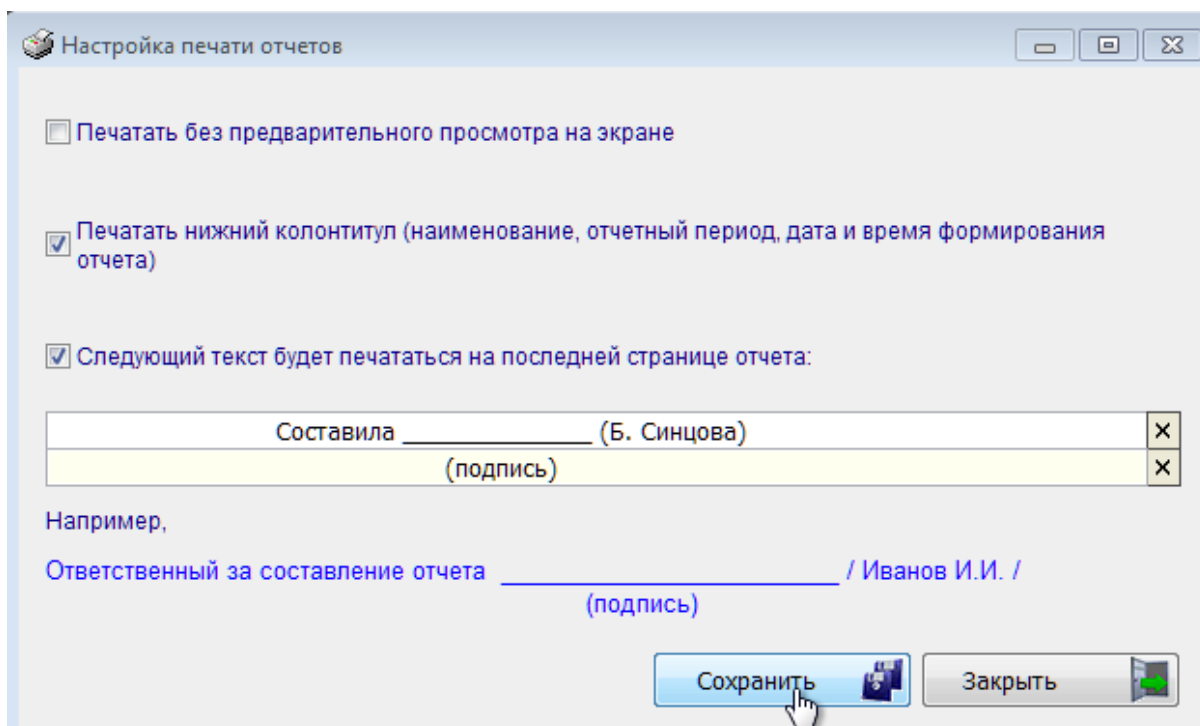 Настройка печати отчетов
Печатать без предварительного просмотра на экране
Печатать нижний колонтитул (наименование, отчетный период, дата и время формирования
отчета)
Следующий текст будет печататься на последней странице отчета:
Составила ______________ (Б. Синцова)
(подпись)
Например,
Ответственный за составление отчета _______________________ / Иванов И.И. /
(подпись)
Сохранить Закрыть